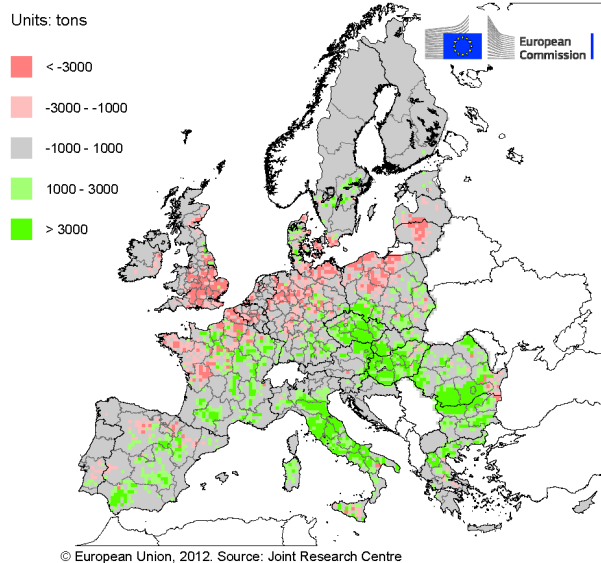 Units: tons
< -3000
-3000 - -1000
-1000 - 1000
1000 - 3000
> 3000
European
Commission
© European Union, 2012. Source: Joint Research Centre